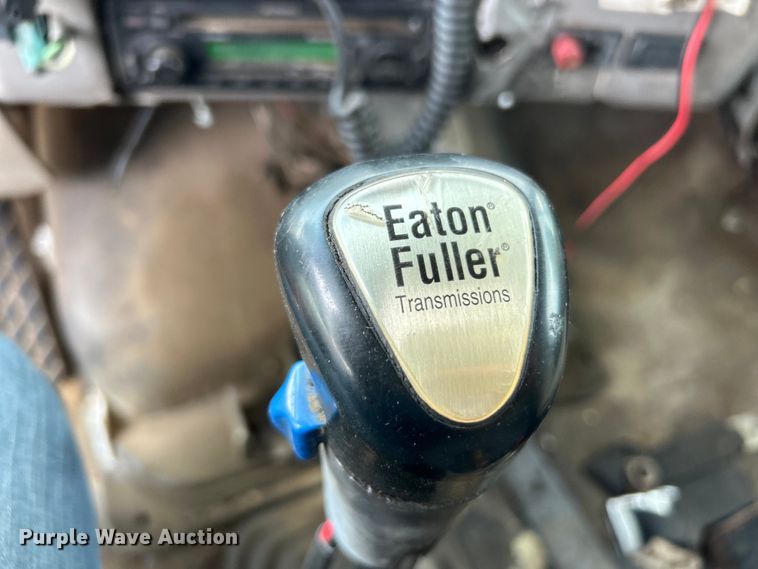 Eaton®
Fuller®
Transmissions
Purple Wave Auction